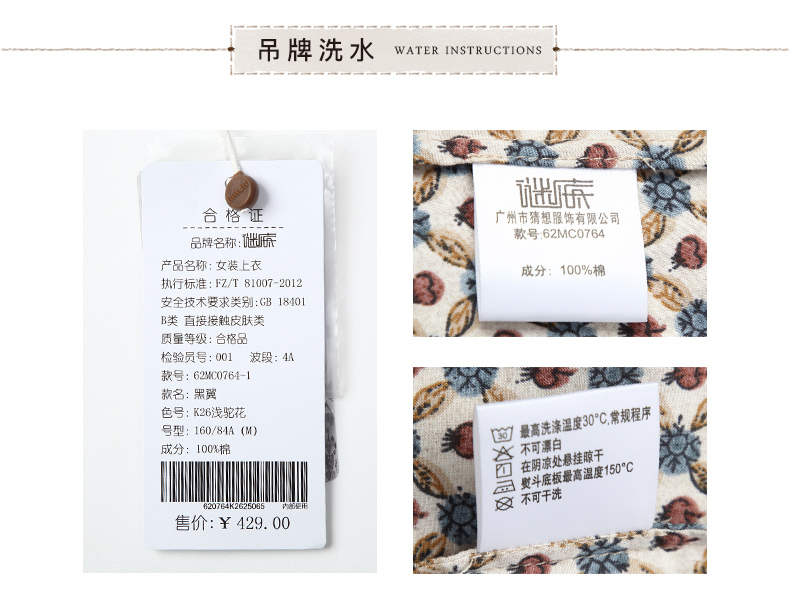 吊牌洗水 WATER INSTRUCTIONS
合格证
品牌名称:谜底
产品名称: 女装上衣
执行标准: FZ/T 81007-2012
安全技术要求类别:GB 18401
B类 直接接触皮肤类
质量等级: 合格品
检验员号: 001 波段: 4A
款号: 62MC0764-1
款名: 黑翼
色号: K26浅驼花
号型: 160/84A (M)
成分: 100%棉
620764K2625065 内部使用
售价:¥ 429.00
谜底
广州市猜想服饰有限公司
款号:62MC0764
成分: 100%棉
30 最高洗涤温度30°C,常规程序
不可漂白
在阴凉处悬挂晾干
熨斗底板最高温度150°C
不可干洗